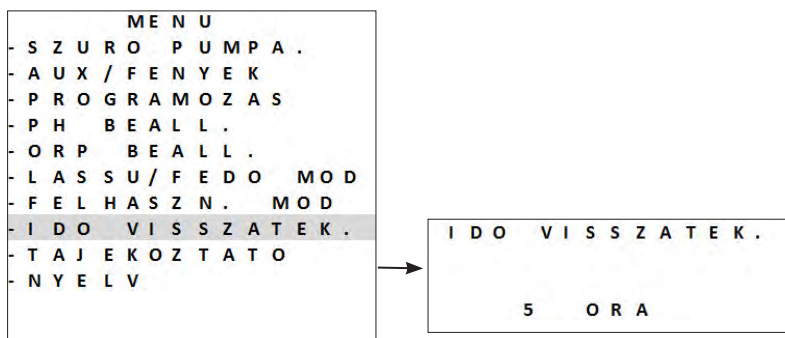 MENU
- SZURO PUMPA.
- AUX/FENYEK
- PROGRAMOZAS
- PH BEALL.
- ORP BEALL.
- LASSU/FEDO MOD
- FELHASZN. MOD
- IDO VISSZATEK.
- TAJEKOZTATO
- NYELV
IDO VISSZATEK.
5 ORA